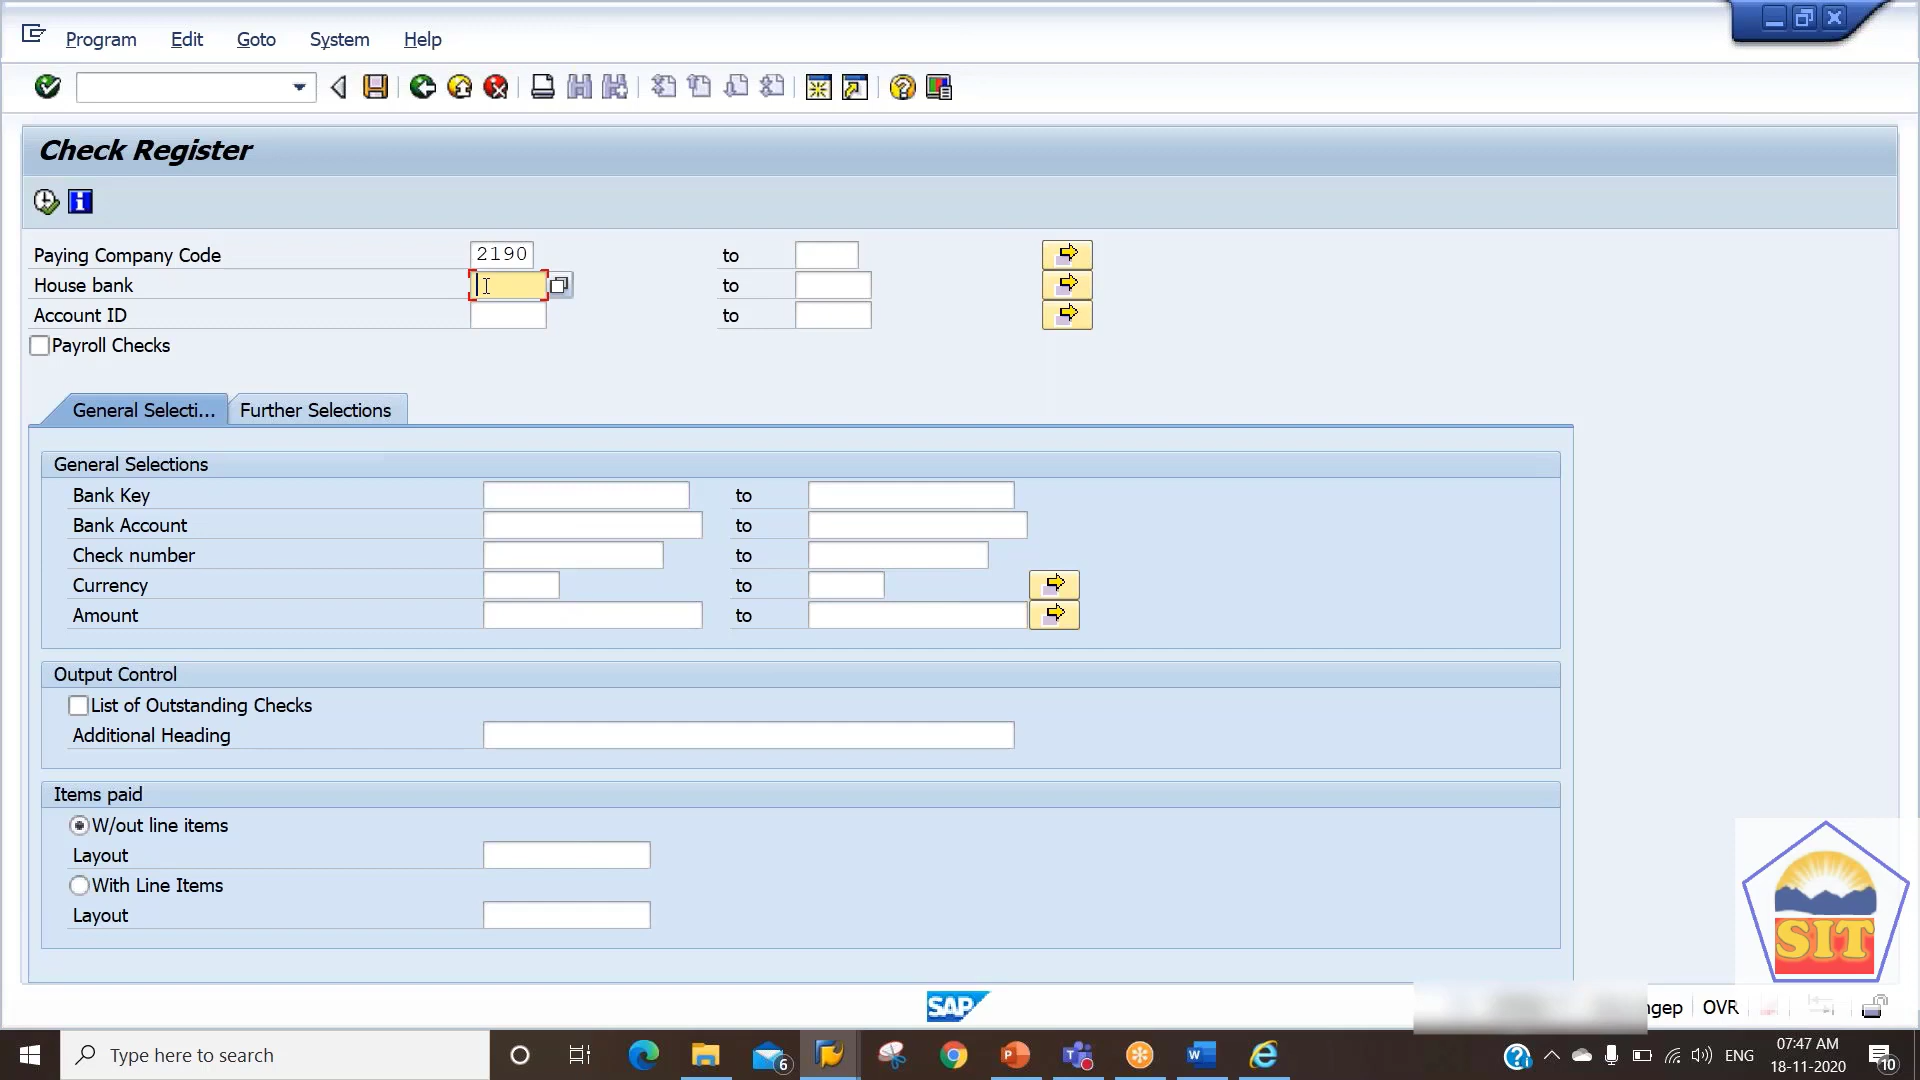 Program Edit Goto System Help
Check Register
Paying Company Code 2190 to
House bank to
Account ID to
Payroll Checks
General Selecti... Further Selections
General Selections
Bank Key to
Bank Account to
Check number to
Currency to
Amount to
Output Control
List of Outstanding Checks
Additional Heading
Items paid
W/out line items
Layout
With Line Items
Layout
SIT
SAP
ngep OVR
Type here to search
6
ENG
07:47 AM
18-11-2020
10